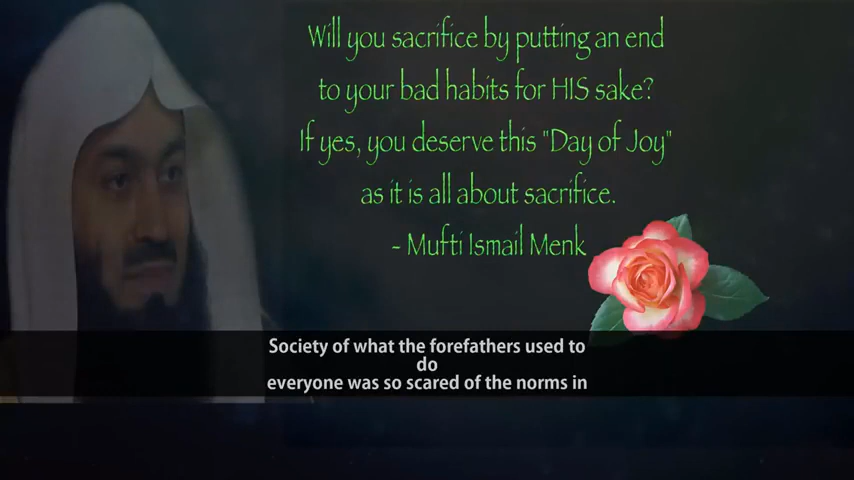 Will you sacrifice by putting an end
to your bad habits for HIS sake?
If yes, you deserve this "Day of Joy"
as it is all about sacrifice.
- Mufti Ismail Menk
Society of what the forefathers used to
do
everyone was so scared of the norms in